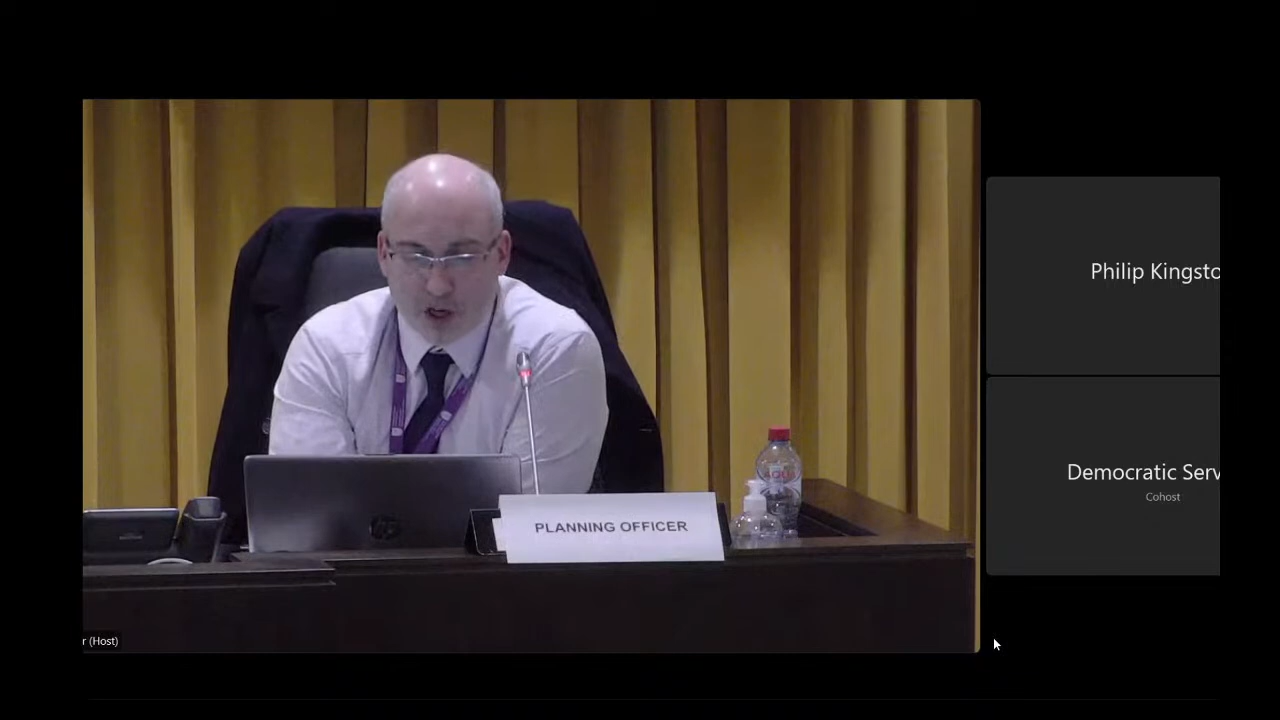 Philip Kingsto
Democratic Serv
Cohost
PLANNING OFFICER
r (Host)